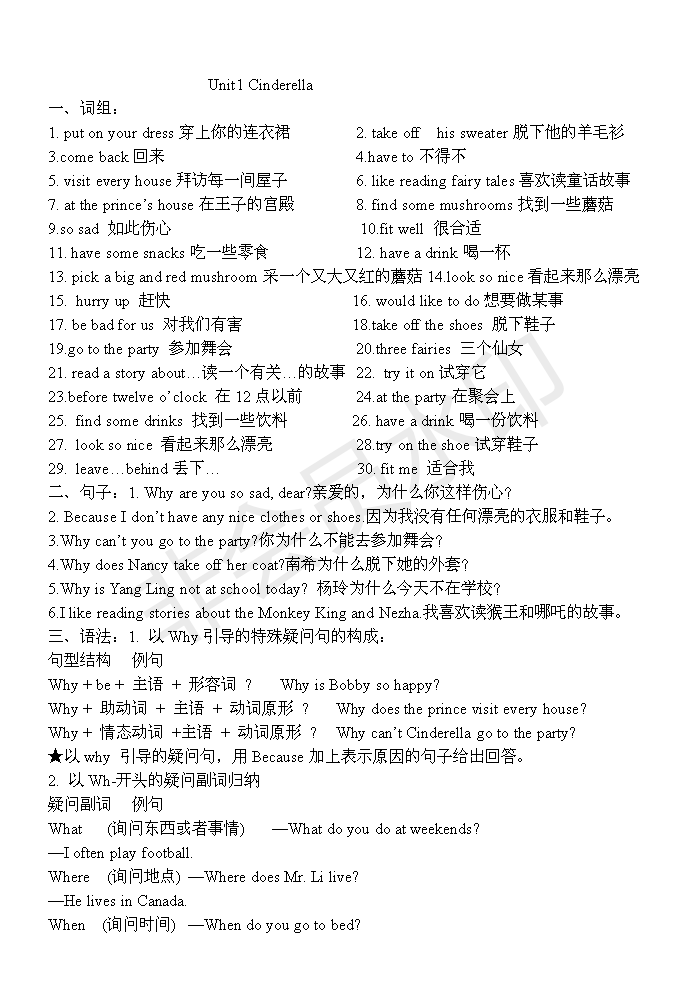 Unit1 Cinderella
一、词组：
1. put on your dress 穿上你的连衣裙 2. take off his sweater 脱下他的羊毛衫
3.come back 回来 4.have to 不得不
5. visit every house 拜访每一间屋子 6. like reading fairy tales 喜欢读童话故事
7. at the prince’s house 在王子的宫殿 8. find some mushrooms 找到一些蘑菇
9.so sad 如此伤心 10.fit well 很合适
11. have some snacks 吃一些零食 12. have a drink 喝一杯
13. pick a big and red mushroom 采一个又大又红的蘑菇 14.look so nice 看起来那么漂亮
15. hurry up 赶快 16. would like to do 想要做某事
17. be bad for us 对我们有害 18.take off the shoes 脱下鞋子
19.go to the party 参加舞会 20.three fairies 三个仙女
21. read a story about…读一个有关…的故事 22. try it on 试穿它
23.before twelve o’clock 在 12 点以前 24.at the party 在聚会上
25. find some drinks 找到一些饮料 26. have a drink 喝一份饮料
27. look so nice 看起来那么漂亮 28.try on the shoe 试穿鞋子
29. leave…behind 丢下… 30. fit me 适合我
二、句子：1. Why are you so sad, dear?亲爱的，为什么你这样伤心？
2. Because I don’t have any nice clothes or shoes.因为我没有任何漂亮的衣服和鞋子。
3.Why can’t you go to the party?你为什么不能去参加舞会？
4.Why does Nancy take off her coat?南希为什么脱下她的外套？
5.Why is Yang Ling not at school today? 杨玲为什么今天不在学校？
6.I like reading stories about the Monkey King and Nezha.我喜欢读猴王和哪吒的故事。
三、语法：1. 以 Why 引导的特殊疑问句的构成：
句型结构 例句
Why + be + 主语 + 形容词 ？ Why is Bobby so happy?
Why + 助动词 + 主语 + 动词原形 ？ Why does the prince visit every house?
Why + 情态动词 +主语 + 动词原形 ？ Why can’t Cinderella go to the party?
★以 why 引导的疑问句，用 Because 加上表示原因的句子给出回答。
2. 以 Wh-开头的疑问副词归纳
疑问副词 例句
What (询问东西或者事情) —What do you do at weekends?
—I often play football.
Where (询问地点) —Where does Mr. Li live?
—He lives in Canada.
When (询问时间) —When do you go to bed?
非会员水印